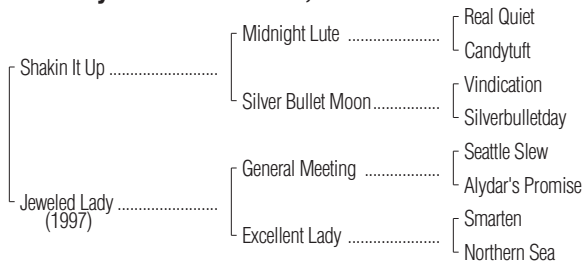 Real Quiet
Midnight Lute ....................
Candytuft
Shakin It Up ........................
Vindication
Silver Bullet Moon................
Silverbulletday
Seattle Slew
General Meeting ................
Alydar's Promise
Jeweled Lady ......................
(1997)
Smarten
Excellent Lady ....................
Northern Sea